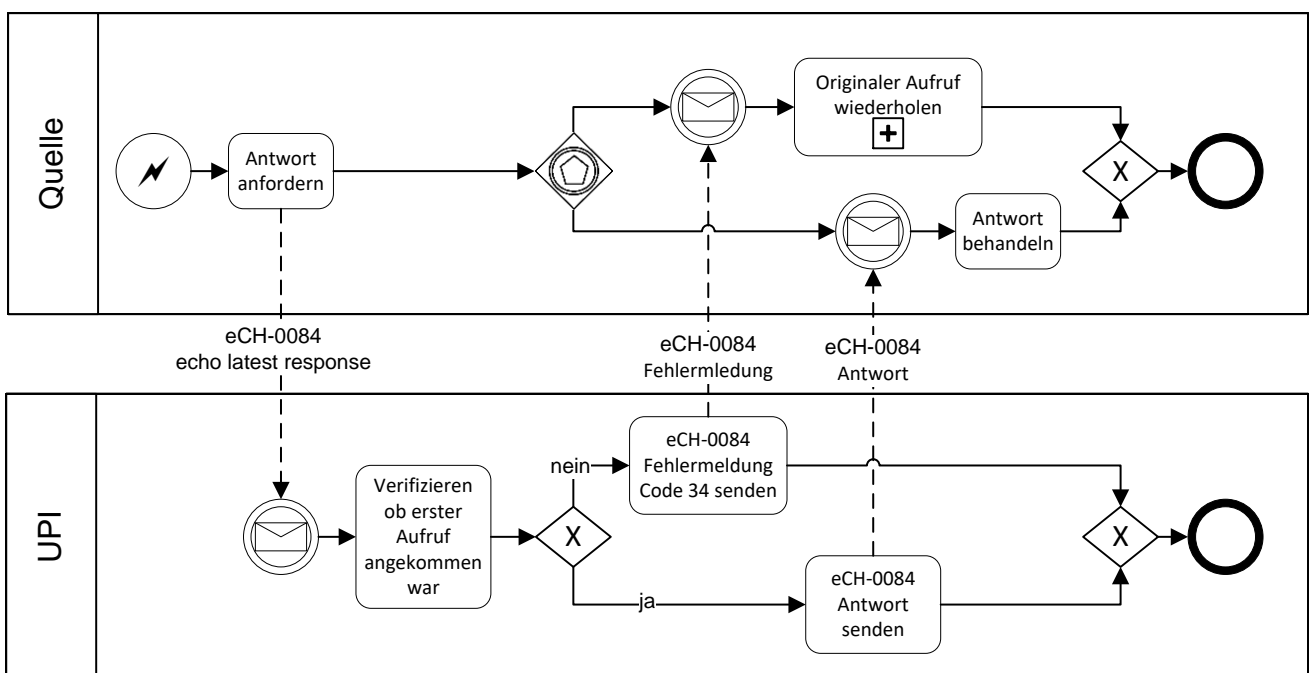 Quelle
Antwort
anfordern
Originaler Aufruf
wiederholen
X
Antwort
behandeln
eCH-0084
echo latest response
eCH-0084
Fehlermledung
eCH-0084
Antwort
UPI
Verifizieren
ob erster
Aufruf
angekommen
war
X
nein
eCH-0084
Fehlermeldung
Code 34 senden
ja
eCH-0084
Antwort
senden
X